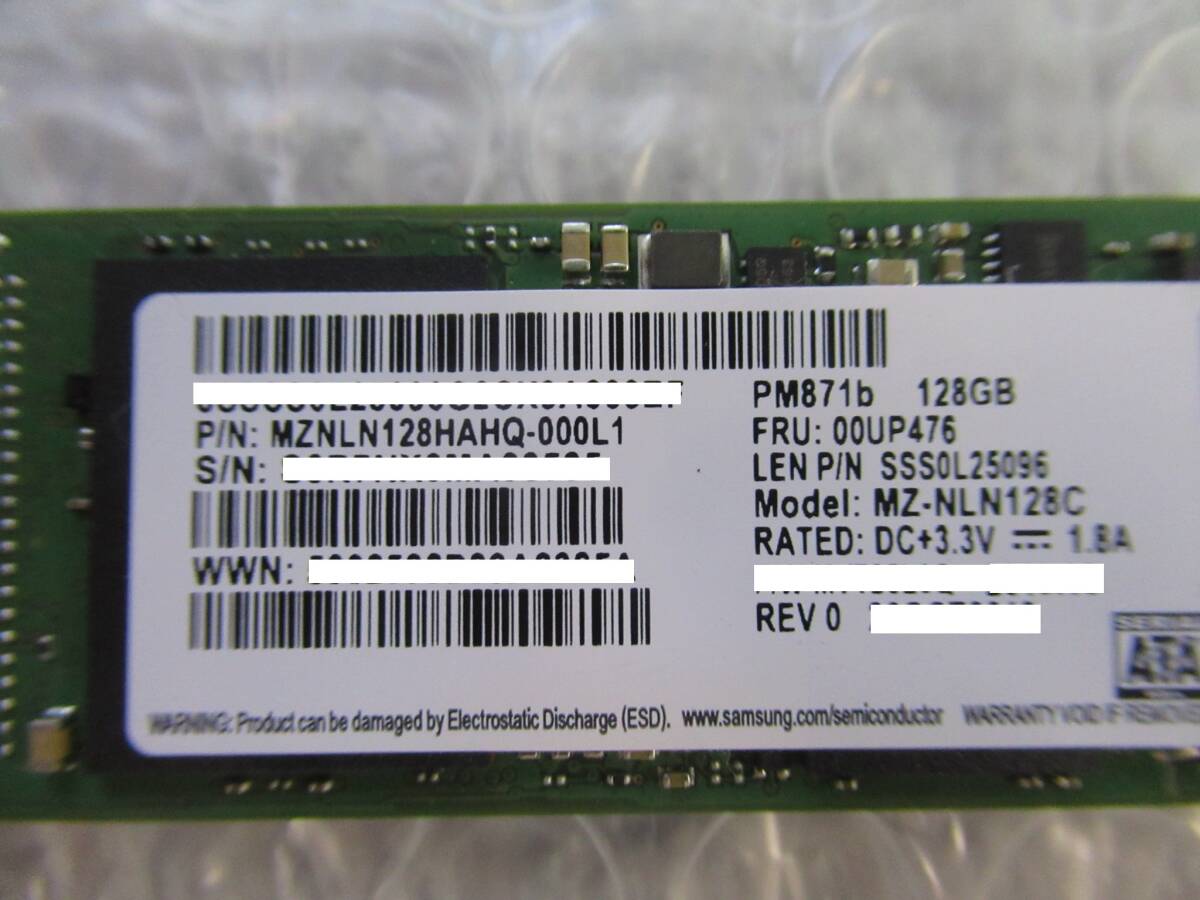 P/N: MZNLN128HAHQ-000L1
S/N:
WWN:
PM871b 128GB
FRU: 00UP476
LEN P/N SSS0L25096
Model: MZ-NLN128C
RATED: DC+3.3V ⎓ 1.8A
REV 0
SERIAL
ATA
WARNING: Product can be damaged by Electrostatic Discharge (ESD). www.samsung.com/semiconductor WARRANTY VOID IF REMOVE